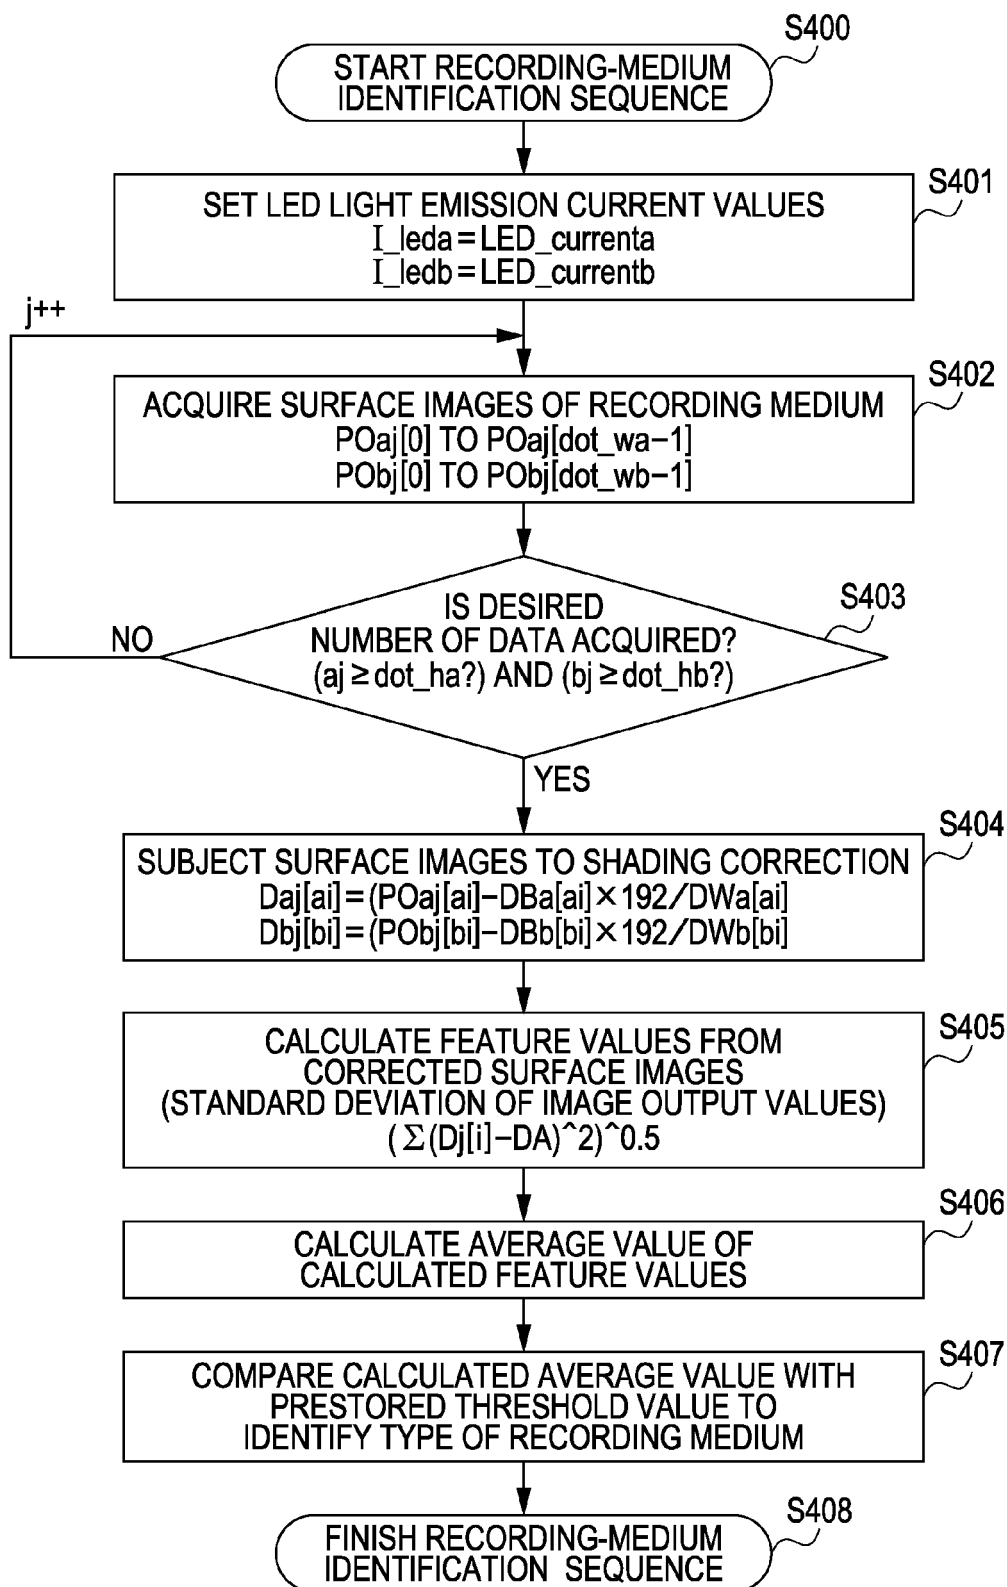 S400
START RECORDING-MEDIUM
IDENTIFICATION SEQUENCE
S401
SET LED LIGHT EMISSION CURRENT VALUES
I_leda=LED_currenta
I_ledb=LED_currentb
j++
S402
ACQUIRE SURFACE IMAGES OF RECORDING MEDIUM
POaj[0] TO POaj[dot_wa−1]
PObj[0] TO PObj[dot_wb−1]
S403
IS DESIRED
NUMBER OF DATA ACQUIRED?
(aj≥dot_ha?) AND (bj≥dot_hb?)
NO
YES
S404
SUBJECT SURFACE IMAGES TO SHADING CORRECTION
Daj[ai]=(POaj[ai]−DBa[ai]×192/DWa[ai]
Dbj[bi]=(PObj[bi]−DBb[bi]×192/DWb[bi]
S405
CALCULATE FEATURE VALUES FROM
CORRECTED SURFACE IMAGES
(STANDARD DEVIATION OF IMAGE OUTPUT VALUES)
(Σ(Dj[i]−DA)^2)^0.5
S406
CALCULATE AVERAGE VALUE OF
CALCULATED FEATURE VALUES
S407
COMPARE CALCULATED AVERAGE VALUE WITH
PRESTORED THRESHOLD VALUE TO
IDENTIFY TYPE OF RECORDING MEDIUM
S408
FINISH RECORDING-MEDIUM
IDENTIFICATION SEQUENCE